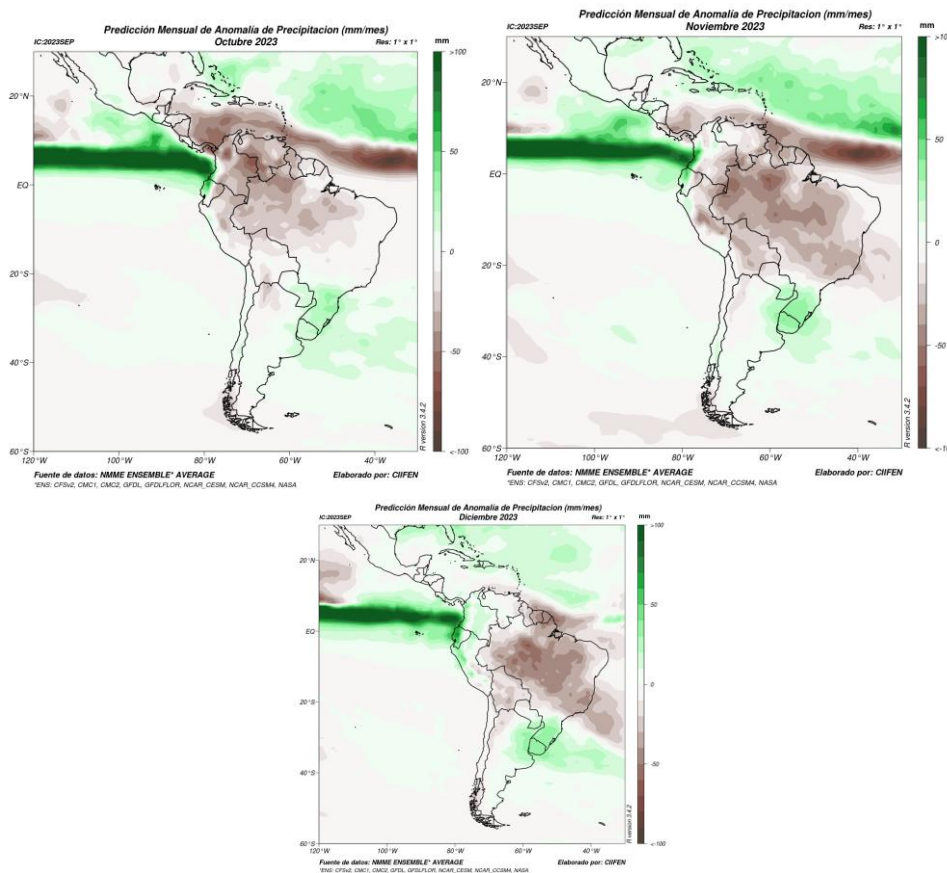 Predicción Mensual de Anomalía de Precipitacion (mm/mes)
Octubre 2023
IC:2023SEP
Res: 1° x 1°
mm
>100
50
0
-50
<-100
20°N
EQ
20°S
40°S
60°S
120°W
100°W
80°W
60°W
40°W
R version 3.4.2
Fuente de datos: NMME ENSEMBLE* AVERAGE
Elaborado por: CIIFEN
*ENS: CFSv2, CMC1, CMC2, GFDL, GFDLFLOR, NCAR_CESM, NCAR_CCSM4, NASA
Predicción Mensual de Anomalía de Precipitacion (mm/mes)
Noviembre 2023
IC:2023SEP
Res: 1° x 1°
mm
>100
50
0
-50
<-100
20°N
EQ
20°S
40°S
60°S
120°W
100°W
80°W
60°W
40°W
R version 3.4.2
Fuente de datos: NMME ENSEMBLE* AVERAGE
Elaborado por: CIIFEN
*ENS: CFSv2, CMC1, CMC2, GFDL, GFDLFLOR, NCAR_CESM, NCAR_CCSM4, NASA
Predicción Mensual de Anomalía de Precipitacion (mm/mes)
Diciembre 2023
IC:2023SEP
Res: 1° x 1°
mm
>100
50
0
-50
<-100
20°N
EQ
20°S
40°S
60°S
120°W
100°W
80°W
60°W
40°W
R version 3.4.2
Fuente de datos: NMME ENSEMBLE* AVERAGE
Elaborado por: CIIFEN
*ENS: CFSv2, CMC1, CMC2, GFDL, GFDLFLOR, NCAR_CESM, NCAR_CCSM4, NASA